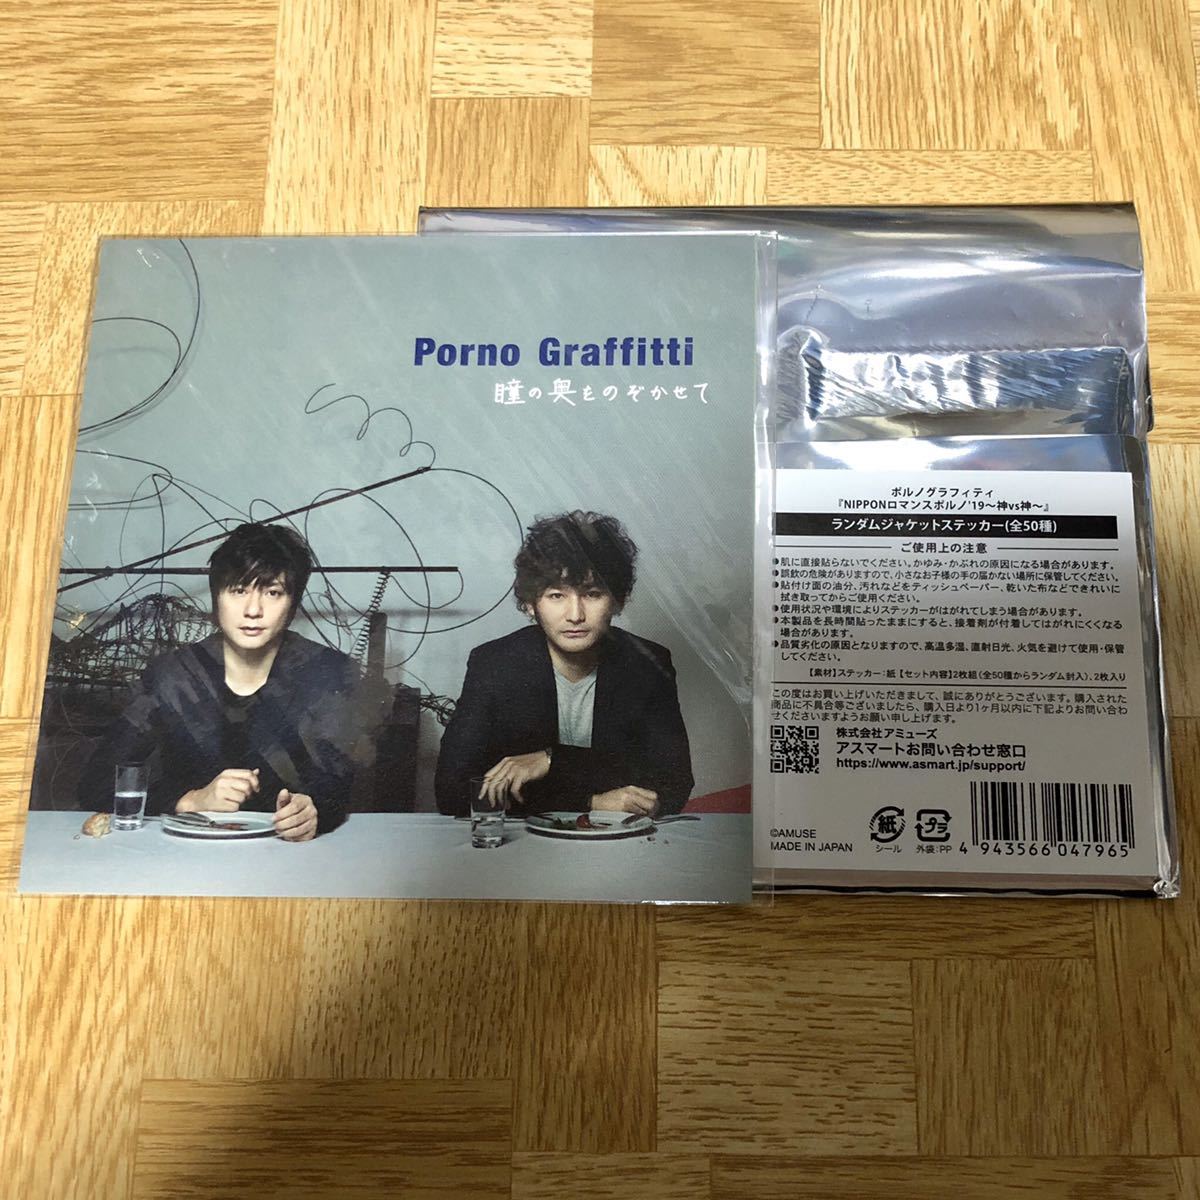 Porno Graffitti
瞳の奥をのぞかせて
ポルノグラフィティ
『NIPPONロマンスポルノ'19〜神vs神〜』
ランダムジャケットステッカー(全50種)
ご使用上の注意
●肌に直接貼らないでください。かゆみ・かぶれの原因になる場合があります。
●誤飲の危険がありますので、小さなお子様の手の届かない場所に保管してください。
●貼付け面の油分、汚れなどをティッシュペーパー、乾いた布などできれいに
拭き取ってからご使用ください。
●使用状況や環境によりステッカーがはがれてしまう場合があります。
●本製品を長時間貼ったままにすると、接着剤が付着してはがれにくくなる
場合があります。
●品質劣化の原因となりますので、高温多湿、直射日光、火気を避けて使用・保管
してください。
【素材】ステッカー:紙【セット内容】2枚組(全50種からランダム封入)、2枚入り
この度はお買い上げいただきまして、誠にありがとうございます。購入された
商品に不具合等ございましたら、購入日より1ヶ月以内に下記よりお問い合わ
せくださいますようお願い申し上げます。
株式会社アミューズ
アスマートお問い合わせ窓口
https://www.asmart.jp/support/
©AMUSE
MADE IN JAPAN
紙
シール
プラ
外袋:PP
4 943566 047965